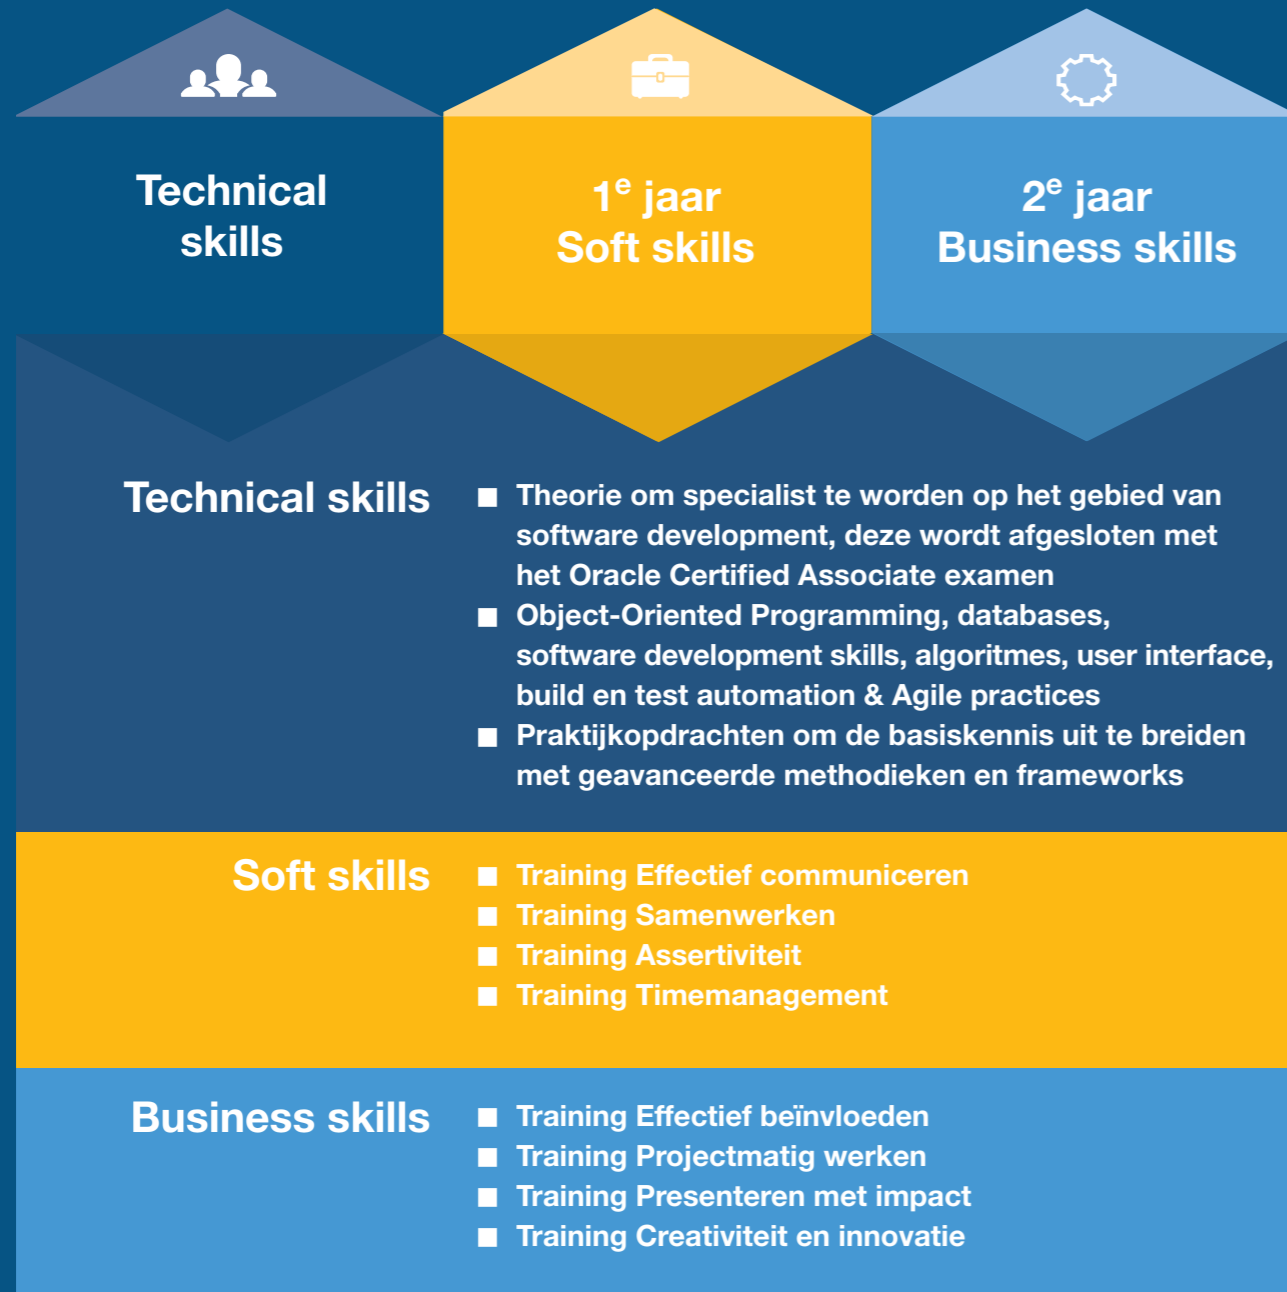 Technical
skills
1e jaar
Soft skills
2e jaar
Business skills
Technical skills
■ Theorie om specialist te worden op het gebied van
software development, deze wordt afgesloten met
het Oracle Certified Associate examen
■ Object-Oriented Programming, databases,
software development skills, algoritmes, user interface,
build en test automation & Agile practices
■ Praktijkopdrachten om de basiskennis uit te breiden
met geavanceerde methodieken en frameworks
Soft skills
■ Training Effectief communiceren
■ Training Samenwerken
■ Training Assertiviteit
■ Training Timemanagement
Business skills
■ Training Effectief beïnvloeden
■ Training Projectmatig werken
■ Training Presenteren met impact
■ Training Creativiteit en innovatie